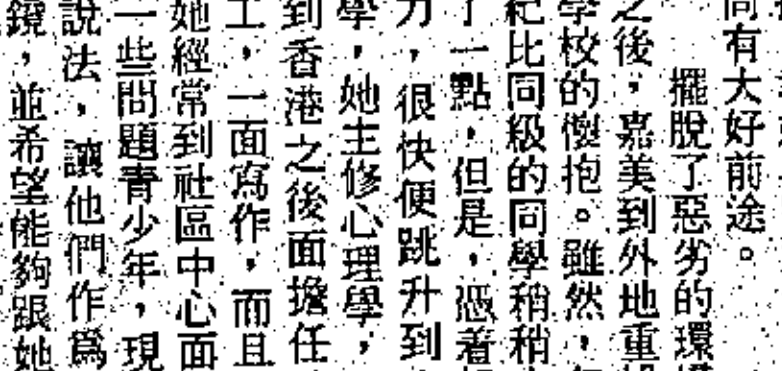 有大好前途。
擺脫了惡劣的環
之後，嘉美到外地重
學校的懷抱。雖然，
紀比同級的同學稍稍
了一點，但是，憑着
力，很快便跳升到
學，她主修心理學，
到香港之後面擔任
工，一面寫作，而且
她經常到社區中心面
一些問題青少年，現
說法，讓他們作為
鏡，並希望能夠跟她